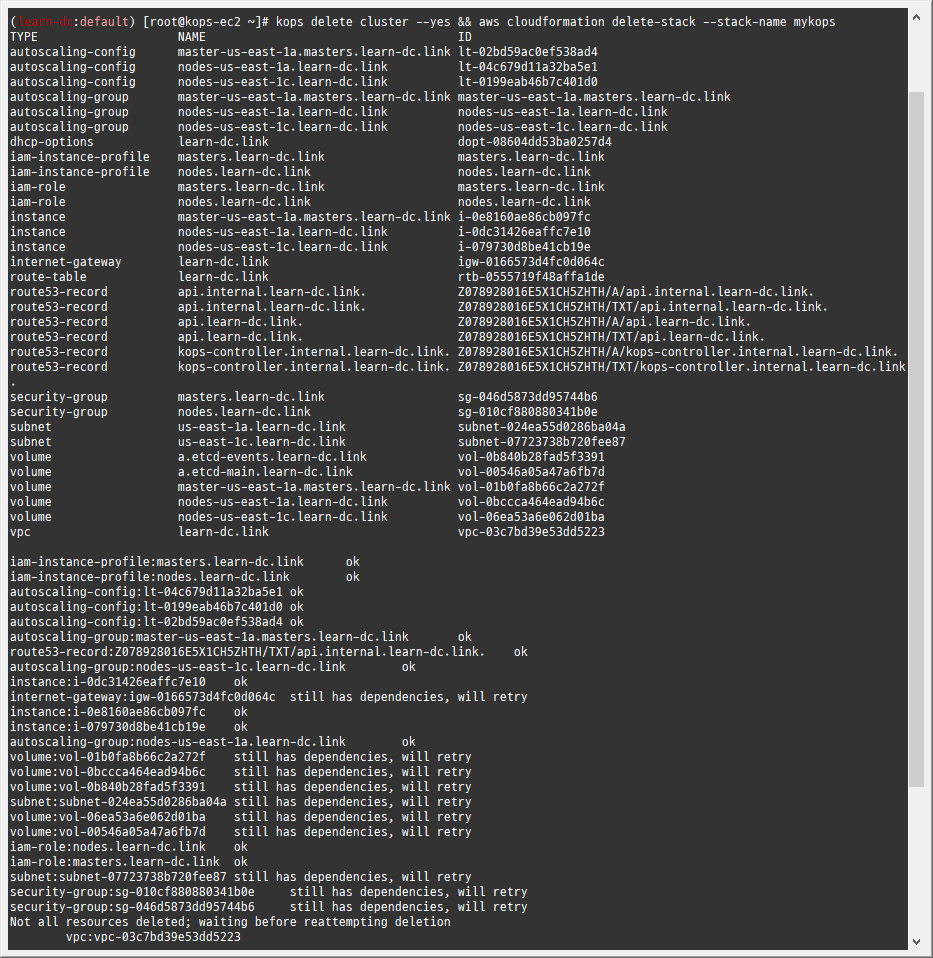 (learn-dc:default) [root@kops-ec2 ~]# kops delete cluster --yes && aws cloudformation delete-stack --stack-name mykops
TYPE NAME ID
autoscaling-config master-us-east-1a.masters.learn-dc.link lt-02bd59ac0ef538ad4
autoscaling-config nodes-us-east-1a.learn-dc.link lt-04c679d11a32ba5e1
autoscaling-config nodes-us-east-1c.learn-dc.link lt-0199eab46b7c401d0
autoscaling-group master-us-east-1a.masters.learn-dc.link master-us-east-1a.masters.learn-dc.link
autoscaling-group nodes-us-east-1a.learn-dc.link nodes-us-east-1a.learn-dc.link
autoscaling-group nodes-us-east-1c.learn-dc.link nodes-us-east-1c.learn-dc.link
dhcp-options learn-dc.link dopt-08604dd53ba0257d4
iam-instance-profile masters.learn-dc.link masters.learn-dc.link
iam-instance-profile nodes.learn-dc.link nodes.learn-dc.link
iam-role masters.learn-dc.link masters.learn-dc.link
iam-role nodes.learn-dc.link nodes.learn-dc.link
instance master-us-east-1a.masters.learn-dc.link i-0e8160ae86cb097fc
instance nodes-us-east-1a.learn-dc.link i-0dc31426eaffc7e10
instance nodes-us-east-1c.learn-dc.link i-079730d8be41cb19e
internet-gateway learn-dc.link igw-0166573d4fc0d064c
route-table learn-dc.link rtb-0555719f48affa1de
route53-record api.internal.learn-dc.link. Z078928016E5X1CH5ZHTH/A/api.internal.learn-dc.link.
route53-record api.internal.learn-dc.link. Z078928016E5X1CH5ZHTH/TXT/api.internal.learn-dc.link.
route53-record api.learn-dc.link. Z078928016E5X1CH5ZHTH/A/api.learn-dc.link.
route53-record api.learn-dc.link. Z078928016E5X1CH5ZHTH/TXT/api.learn-dc.link.
route53-record kops-controller.internal.learn-dc.link. Z078928016E5X1CH5ZHTH/A/kops-controller.internal.learn-dc.link.
route53-record kops-controller.internal.learn-dc.link. Z078928016E5X1CH5ZHTH/TXT/kops-controller.internal.learn-dc.link
.
security-group masters.learn-dc.link sg-046d5873dd95744b6
security-group nodes.learn-dc.link sg-010cf880880341b0e
subnet us-east-1a.learn-dc.link subnet-024ea55d0286ba04a
subnet us-east-1c.learn-dc.link subnet-07723738b720fee87
volume a.etcd-events.learn-dc.link vol-0b840b28fad5f3391
volume a.etcd-main.learn-dc.link vol-00546a05a47a6fb7d
volume master-us-east-1a.masters.learn-dc.link vol-01b0fa8b66c2a272f
volume nodes-us-east-1a.learn-dc.link vol-0bccca464ead94b6c
volume nodes-us-east-1c.learn-dc.link vol-06ea53a6e062d01ba
vpc learn-dc.link vpc-03c7bd39e53dd5223
iam-instance-profile:masters.learn-dc.link ok
iam-instance-profile:nodes.learn-dc.link ok
autoscaling-config:lt-04c679d11a32ba5e1 ok
autoscaling-config:lt-0199eab46b7c401d0 ok
autoscaling-config:lt-02bd59ac0ef538ad4 ok
autoscaling-group:master-us-east-1a.masters.learn-dc.link ok
route53-record:Z078928016E5X1CH5ZHTH/TXT/api.internal.learn-dc.link. ok
autoscaling-group:nodes-us-east-1c.learn-dc.link ok
instance:i-0dc31426eaffc7e10 ok
internet-gateway:igw-0166573d4fc0d064c still has dependencies, will retry
instance:i-0e8160ae86cb097fc ok
instance:i-079730d8be41cb19e ok
autoscaling-group:nodes-us-east-1a.learn-dc.link ok
volume:vol-01b0fa8b66c2a272f still has dependencies, will retry
volume:vol-0bccca464ead94b6c still has dependencies, will retry
volume:vol-0b840b28fad5f3391 still has dependencies, will retry
subnet:subnet-024ea55d0286ba04a still has dependencies, will retry
volume:vol-06ea53a6e062d01ba still has dependencies, will retry
volume:vol-00546a05a47a6fb7d still has dependencies, will retry
iam-role:nodes.learn-dc.link ok
iam-role:masters.learn-dc.link ok
subnet:subnet-07723738b720fee87 still has dependencies, will retry
security-group:sg-010cf880880341b0e still has dependencies, will retry
security-group:sg-046d5873dd95744b6 still has dependencies, will retry
Not all resources deleted; waiting before reattempting deletion
vpc:vpc-03c7bd39e53dd5223